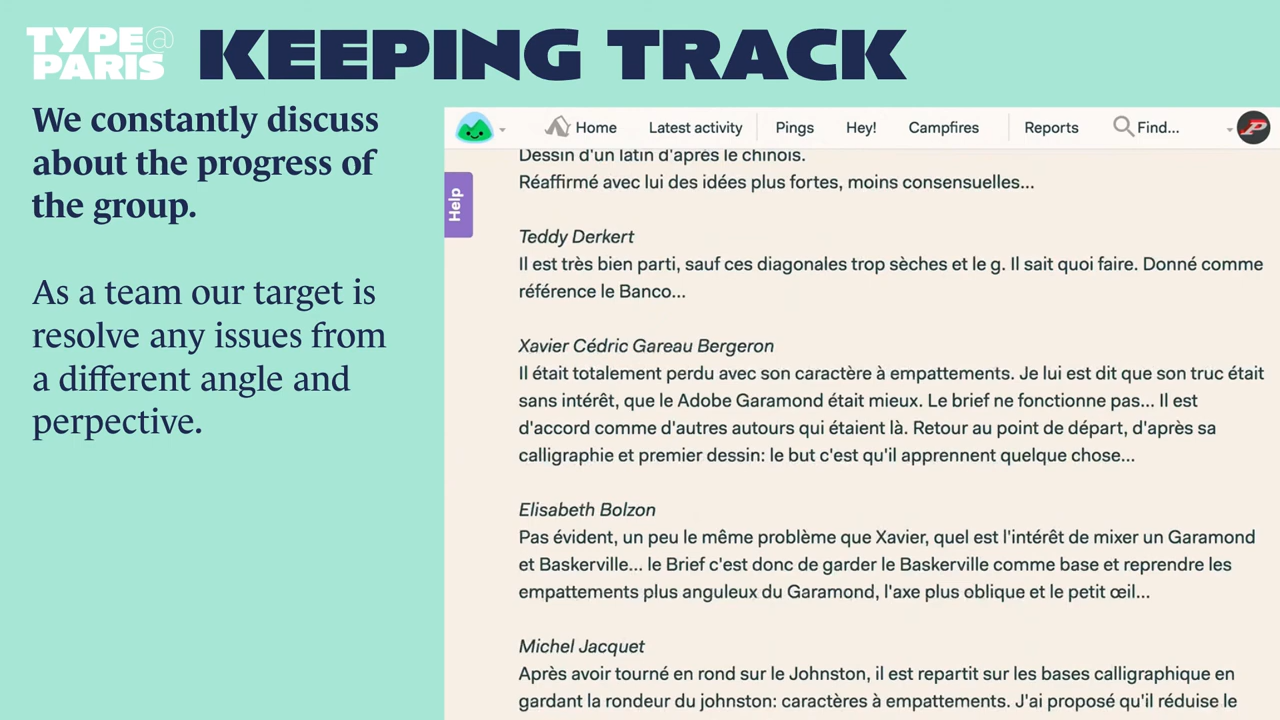 TYPE@
PARIS
KEEPING TRACK
We constantly discuss
about the progress of
the group.
As a team our target is
resolve any issues from
a different angle and
perpective.
Home
Latest activity
Pings
Hey!
Campfires
Reports
Find...
Help
Dessin d'un latin d'après le chinois.
Réaffirmé avec lui des idées plus fortes, moins consensuelles...
Teddy Derkert
Il est très bien parti, sauf ces diagonales trop sèches et le g. Il sait quoi faire. Donné comme
référence le Banco...
Xavier Cédric Gareau Bergeron
Il était totalement perdu avec son caractère à empattements. Je lui est dit que son truc était
sans intérêt, que le Adobe Garamond était mieux. Le brief ne fonctionne pas... Il est
d'accord comme d'autres autours qui étaient là. Retour au point de départ, d'après sa
calligraphie et premier dessin: le but c'est qu'il apprennent quelque chose...
Elisabeth Bolzon
Pas évident, un peu le même problème que Xavier, quel est l'intérêt de mixer un Garamond
et Baskerville... le Brief c'est donc de garder le Baskerville comme base et reprendre les
empattements plus anguleux du Garamond, l'axe plus oblique et le petit œil...
Michel Jacquet
Après avoir tourné en rond sur le Johnston, il est repartit sur les bases calligraphique en
gardant la rondeur du johnston: caractères à empattements. J'ai proposé qu'il réduise le